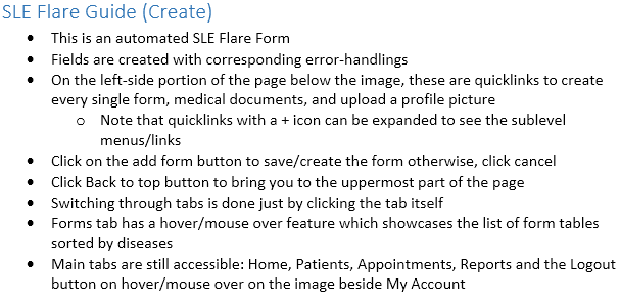 SLE Flare Guide (Create)
• This is an automated SLE Flare Form
• Fields are created with corresponding error-handlings
• On the left-side portion of the page below the image, these are quicklinks to create
every single form, medical documents, and upload a profile picture
o Note that quicklinks with a + icon can be expanded to see the sublevel
menus/links
• Click on the add form button to save/create the form otherwise, click cancel
• Click Back to top button to bring you to the uppermost part of the page
• Switching through tabs is done just by clicking the tab itself
• Forms tab has a hover/mouse over feature which showcases the list of form tables
sorted by diseases
• Main tabs are still accessible: Home, Patients, Appointments, Reports and the Logout
button on hover/mouse over on the image beside My Account